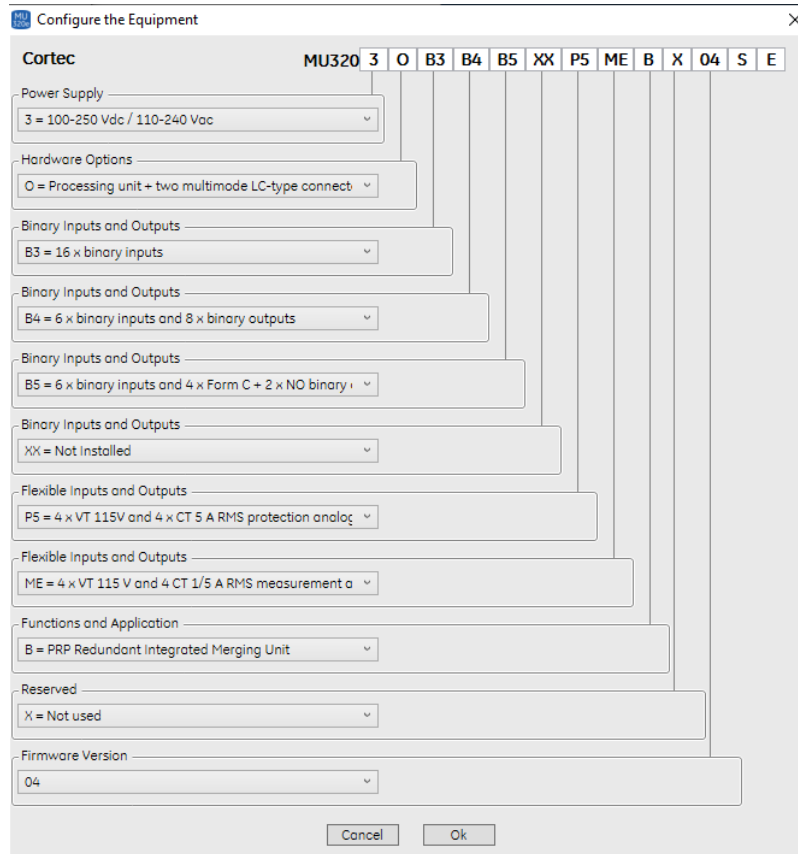 MU 320e Configure the Equipment
Cortec MU320 3 O B3 B4 B5 XX P5 ME B X 04 S E
Power Supply
3 = 100-250 Vdc / 110-240 Vac
Hardware Options
O = Processing unit + two multimode LC-type connect
Binary Inputs and Outputs
B3 = 16 x binary inputs
Binary Inputs and Outputs
B4 = 6 x binary inputs and 8 x binary outputs
Binary Inputs and Outputs
B5 = 6 x binary inputs and 4 x Form C + 2 x NO binary
Binary Inputs and Outputs
XX = Not Installed
Flexible Inputs and Outputs
P5 = 4 x VT 115V and 4 x CT 5 A RMS protection analog
Flexible Inputs and Outputs
ME = 4 x VT 115 V and 4 CT 1/5 A RMS measurement a
Functions and Application
B = PRP Redundant Integrated Merging Unit
Reserved
X = Not used
Firmware Version
04
Cancel Ok